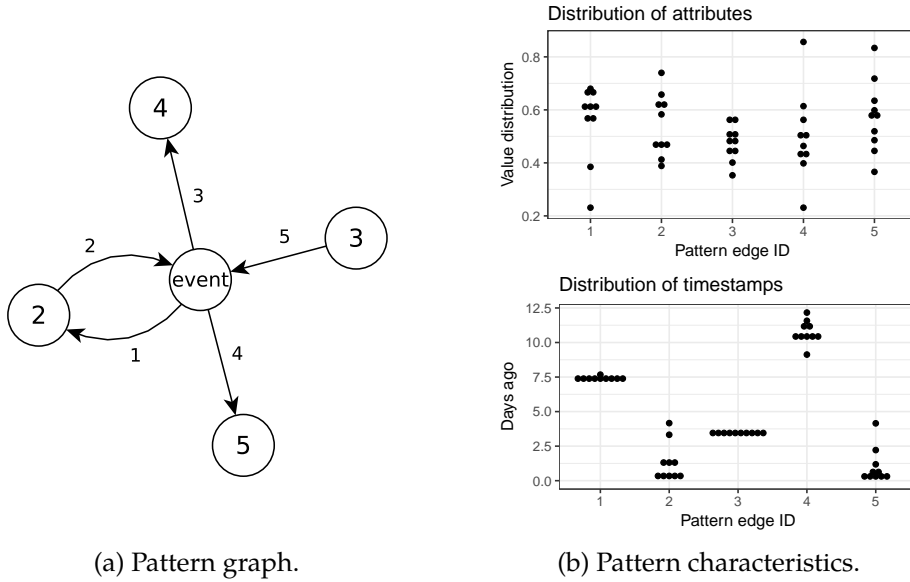 4
3
3
5
2
event
2
1
4
5
(a) Pattern graph.
Distribution of attributes
Value distribution
0.8
0.6
0.4
0.2
1 2 3 4 5
Pattern edge ID
Distribution of timestamps
Days ago
12.5
10.0
7.5
5.0
2.5
0.0
1 2 3 4 5
Pattern edge ID
(b) Pattern characteristics.